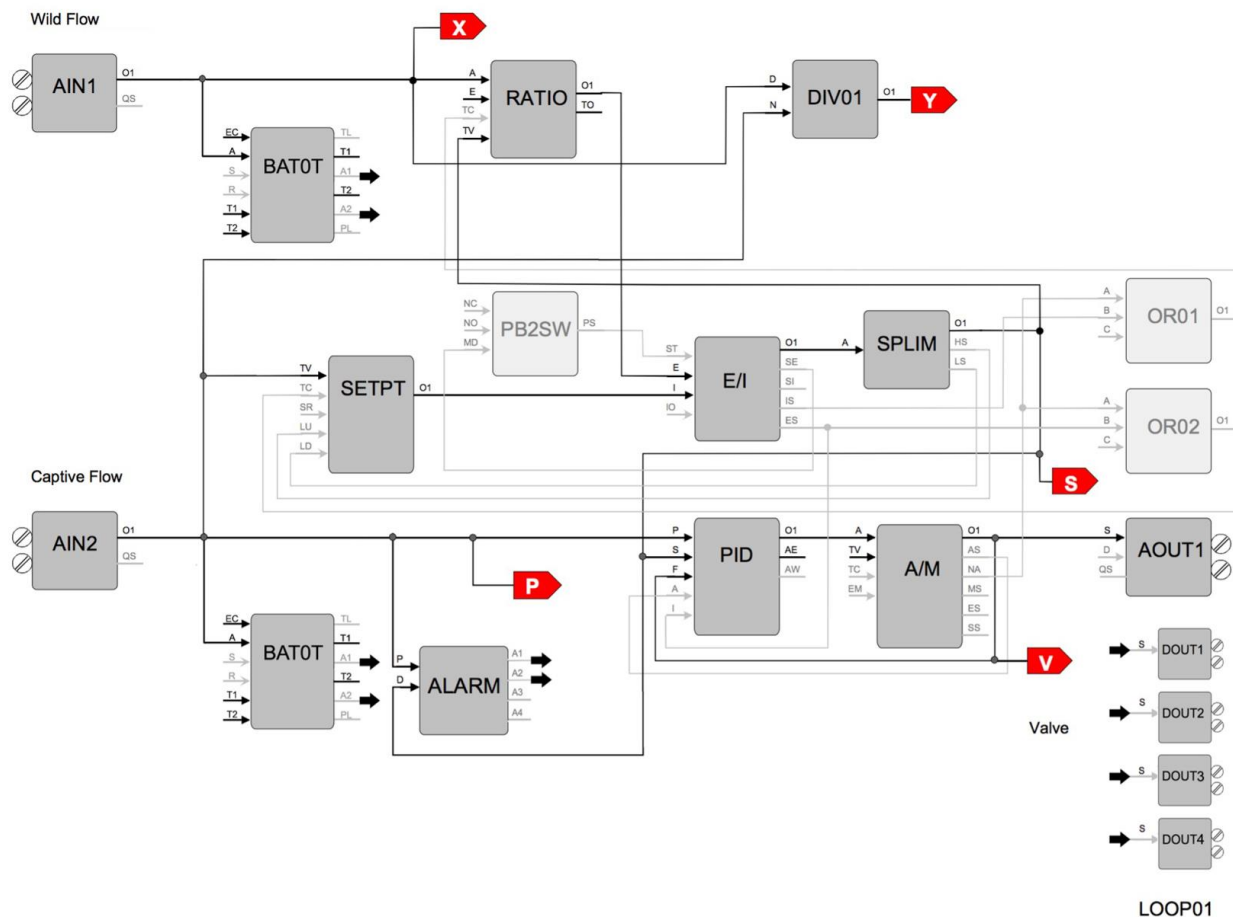 Wild Flow
X
AIN1
O1
QS
A
E
TC
TV
RATIO
O1
TO
D
N
DIV01
O1
Y
EC
A
S
R
T1
T2
BAT0T
TL
T1
A1
T2
A2
PL
NC
NO
MD
PB2SW
PS
A
B
C
OR01
O1
TV
TC
SR
LU
LD
SETPT
O1
ST
E
I
IO
E/I
O1
SE
SI
IS
ES
A
SPLIM
O1
HS
LS
A
B
C
OR02
O1
S
Captive Flow
AIN2
O1
QS
P
P
S
F
A
I
PID
O1
AE
AW
A
TV
TC
EM
A/M
O1
AS
NA
MS
ES
SS
S
D
QS
AOUT1
EC
A
S
R
T1
T2
BAT0T
TL
T1
A1
T2
A2
PL
P
D
ALARM
A1
A2
A3
A4
V
Valve
S
DOUT1
S
DOUT2
S
DOUT3
S
DOUT4
LOOP01